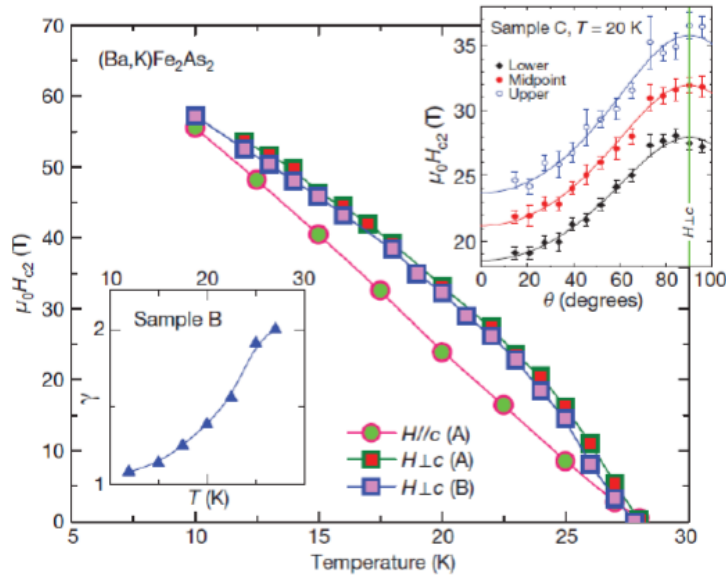 (Ba,K)Fe₂As₂
μ₀H_c2 (T)
70
60
50
40
30
20
10
0
5
10
15
20
25
30
Temperature (K)
H//c (A)
H⊥c (A)
H⊥c (B)
10
20
30
Sample B
2
γ
1
T (K)
Sample C, T = 20 K
Lower
Midpoint
Upper
μ₀H_c2 (T)
35
30
25
20
H⊥c
0
20
40
60
80
100
θ (degrees)